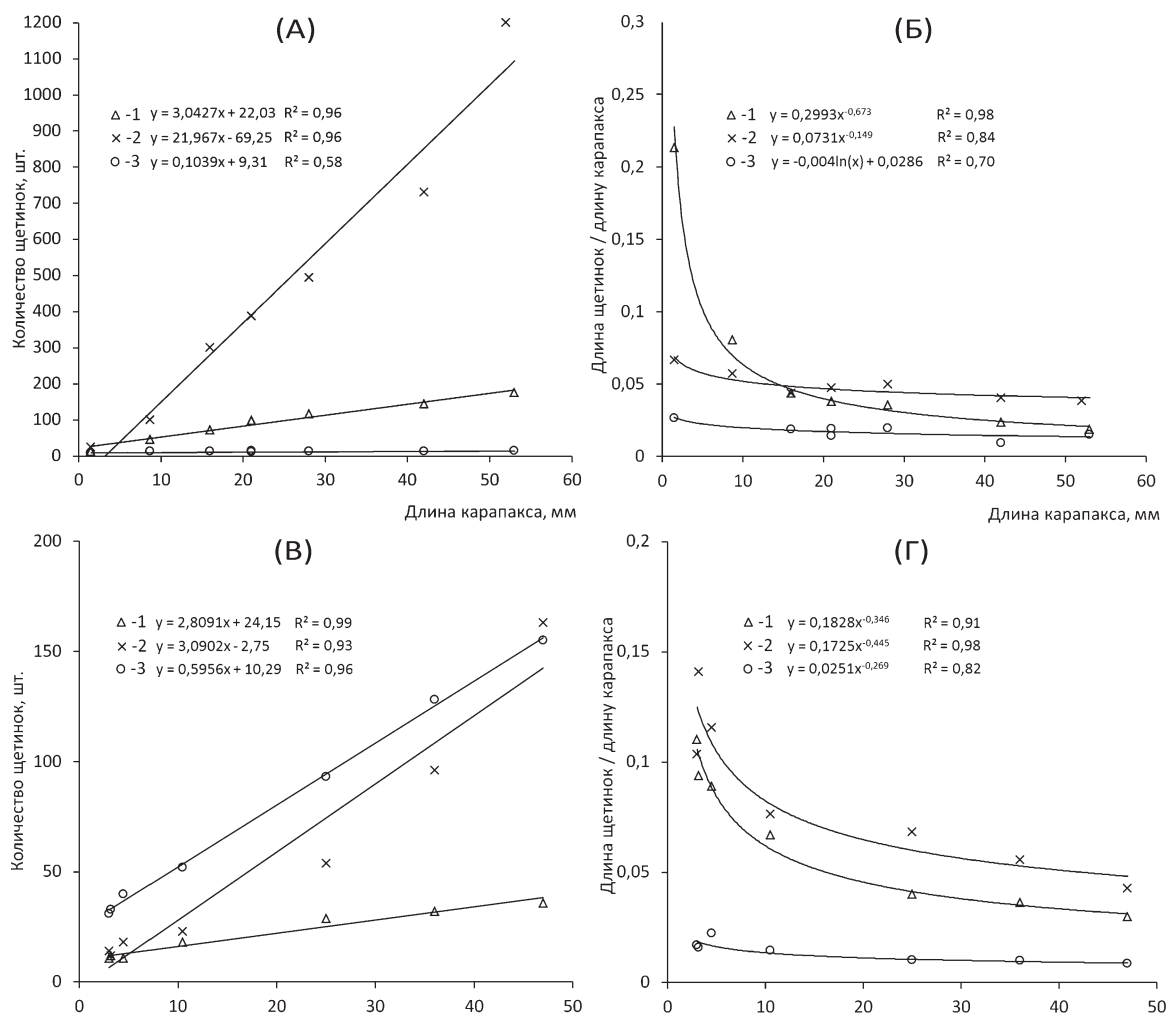 (А)
1200
1100
1000
900
800
700
600
500
400
300
200
100
0
Количество щетинок, шт.
-1 y = 3,0427x + 22,03 R² = 0,96
-2 y = 21,967x - 69,25 R² = 0,96
-3 y = 0,1039x + 9,31 R² = 0,58
0 10 20 30 40 50 60
Длина карапакса, мм
(Б)
0,3
0,25
0,2
0,15
0,1
0,05
0
Длина щетинок / длину карапакса
-1 y = 0,2993x^-0,673 R² = 0,98
-2 y = 0,0731x^-0,149 R² = 0,84
-3 y = -0,004ln(x) + 0,0286 R² = 0,70
0 10 20 30 40 50 60
Длина карапакса, мм
(В)
200
150
100
50
0
Количество щетинок, шт.
-1 y = 2,8091x + 24,15 R² = 0,99
-2 y = 3,0902x - 2,75 R² = 0,93
-3 y = 0,5956x + 10,29 R² = 0,96
0 10 20 30 40 50
(Г)
0,2
0,15
0,1
0,05
0
Длина щетинок / длину карапакса
-1 y = 0,1828x^-0,346 R² = 0,91
-2 y = 0,1725x^-0,445 R² = 0,98
-3 y = 0,0251x^-0,269 R² = 0,82
0 10 20 30 40 50